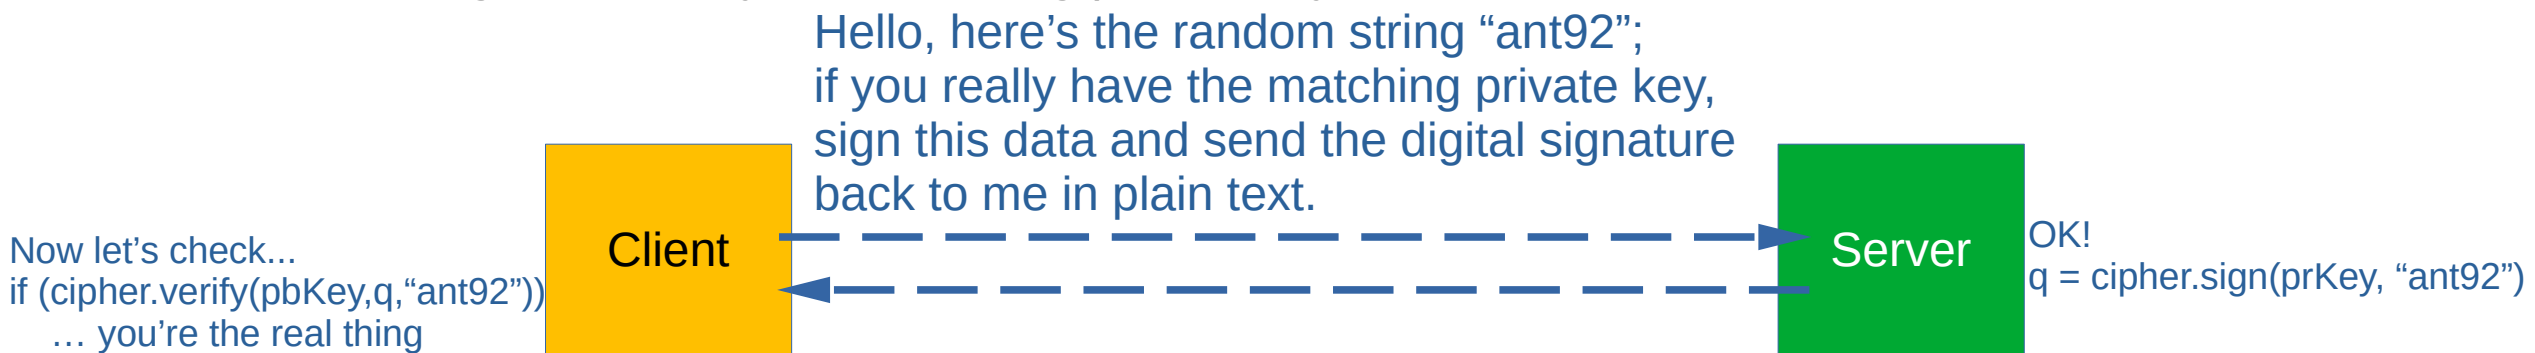 Hello, here’s the random string “ant92”;
if you really have the matching private key,
sign this data and send the digital signature
back to me in plain text.
Now let’s check...
if (cipher.verify(pbKey,q,“ant92”))
… you’re the real thing
Client
Server
OK!
q = cipher.sign(prKey, “ant92”)